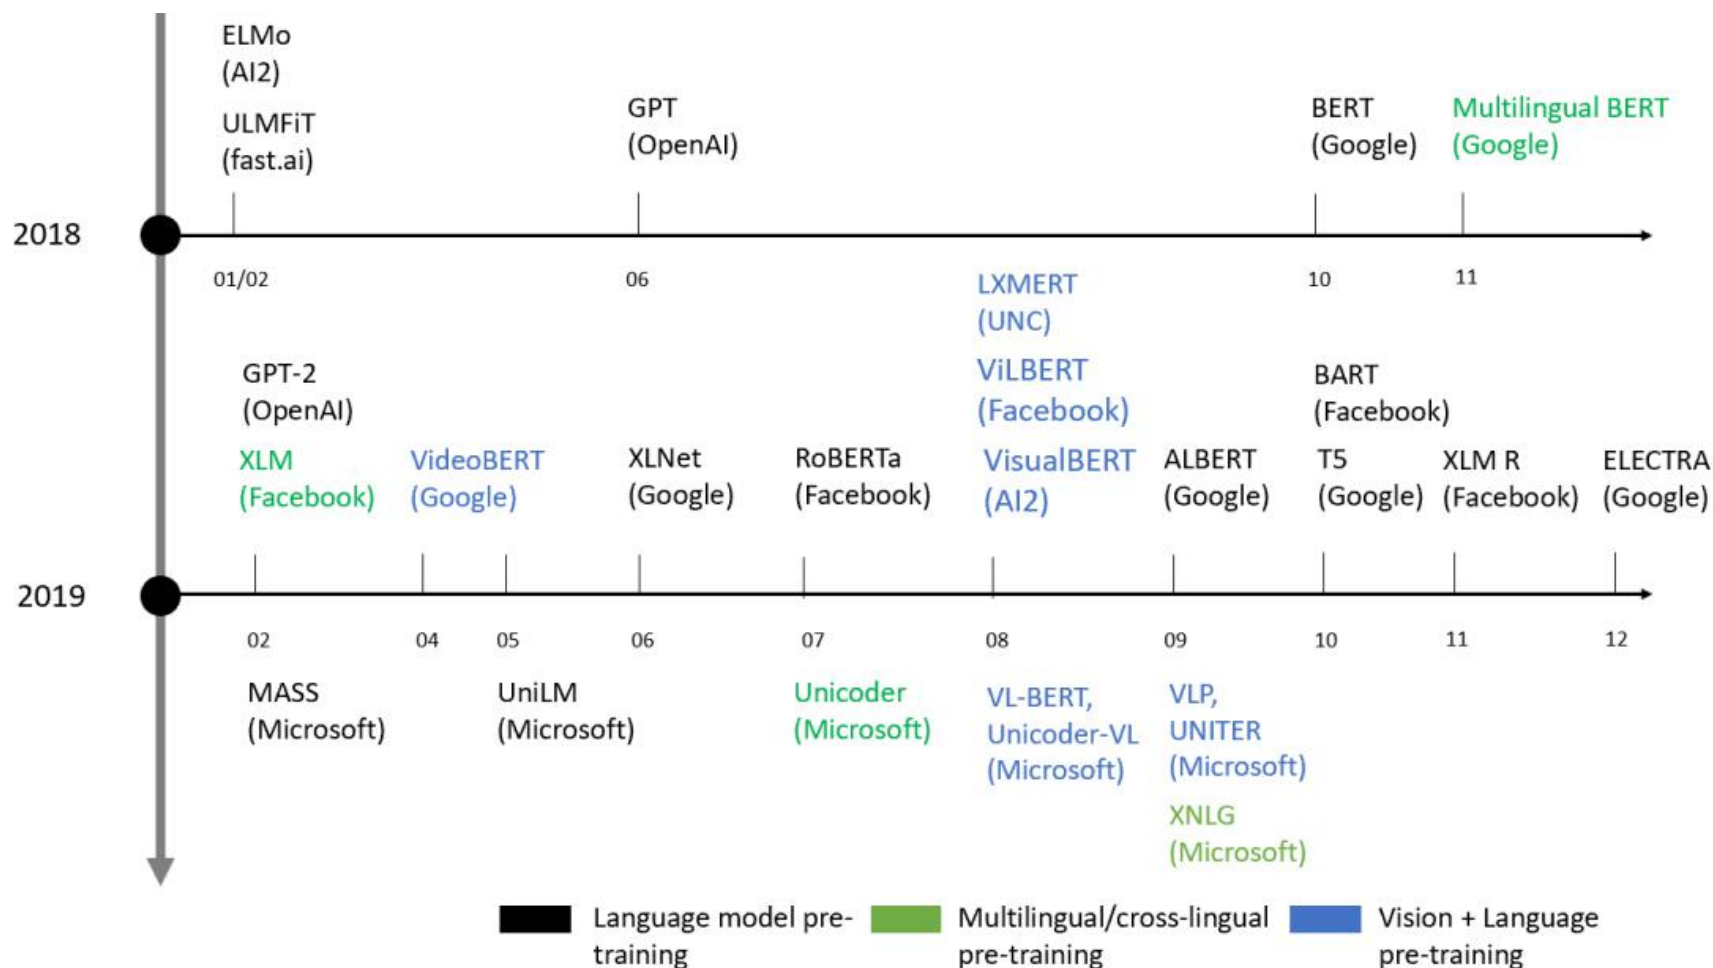 ELMo
(AI2)
ULMFiT
(fast.ai)
GPT
(OpenAI)
BERT
(Google)
Multilingual BERT
(Google)
2018
01/02
06
10
11
LXMERT
(UNC)
ViLBERT
(Facebook)
VisualBERT
(AI2)
GPT-2
(OpenAI)
XLM
(Facebook)
VideoBERT
(Google)
XLNet
(Google)
RoBERTa
(Facebook)
ALBERT
(Google)
BART
(Facebook)
T5
(Google)
XLM R
(Facebook)
ELECTRA
(Google)
2019
02
04
05
06
07
08
09
10
11
12
MASS
(Microsoft)
UniLM
(Microsoft)
Unicoder
(Microsoft)
VL-BERT,
Unicoder-VL
(Microsoft)
VLP,
UNITER
(Microsoft)
XNLG
(Microsoft)
Language model pre-
training
Multilingual/cross-lingual
pre-training
Vision + Language
pre-training